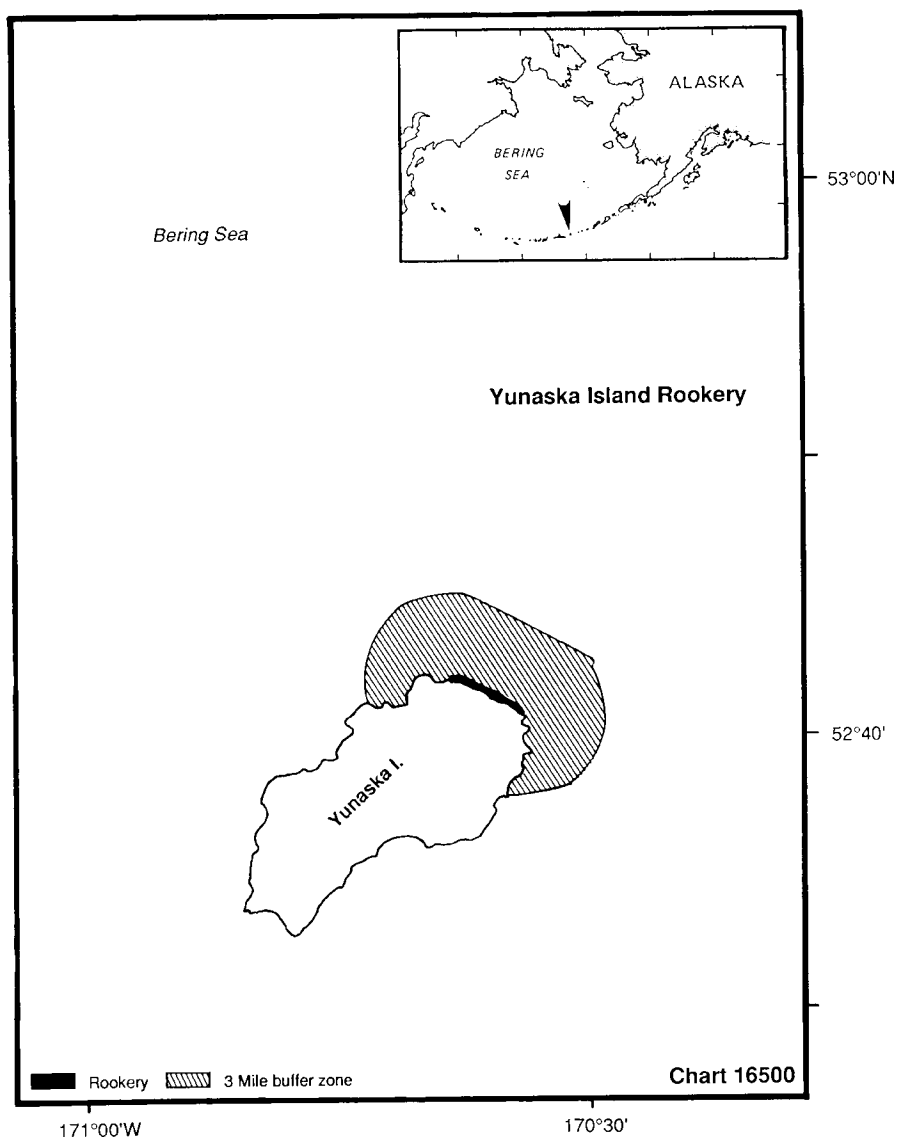 ALASKA
BERING
SEA
53°00'N
Bering Sea
Yunaska Island Rookery
52°40'
Yunaska I.
Rookery
3 Mile buffer zone
Chart 16500
171°00'W
170°30'